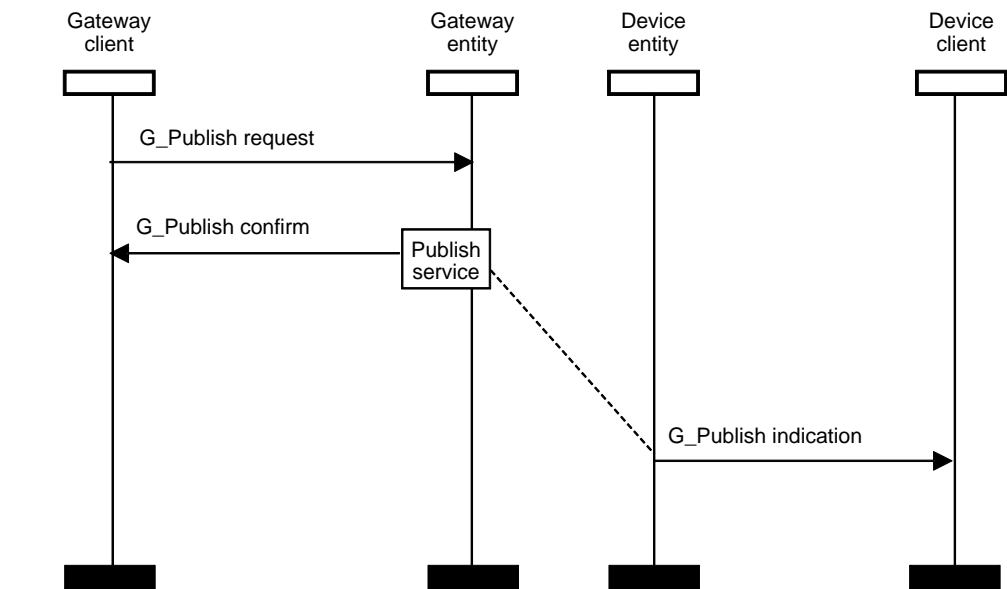 Gateway
client
Gateway
entity
Device
entity
Device
client
G_Publish request
G_Publish confirm
Publish
service
G_Publish indication